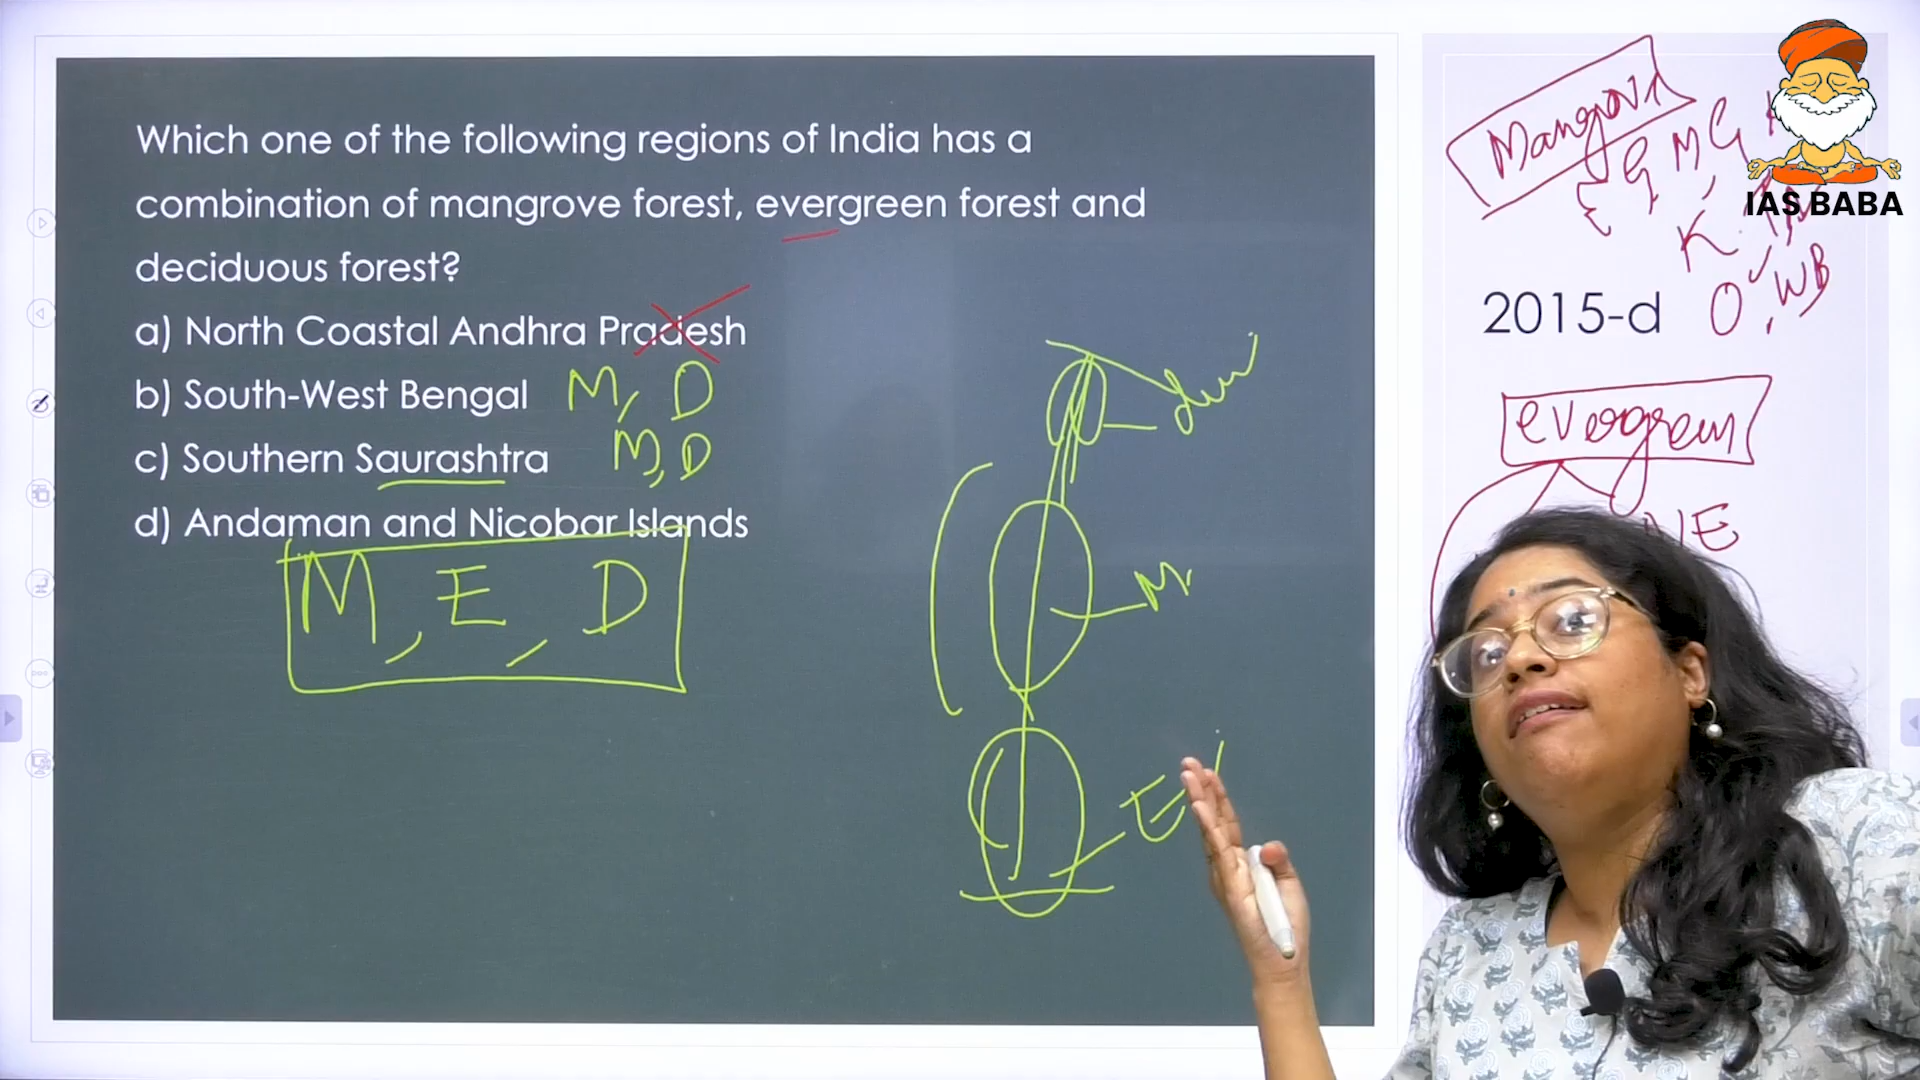 Which one of the following regions of India has a
combination of mangrove forest, evergreen forest and
deciduous forest?
a) North Coastal Andhra Pradesh
b) South-West Bengal M, D
c) Southern Saurashtra M, D
d) Andaman and Nicobar Islands
M, E, D
M
E
Mangrove
G M, G
K
O, WB
IAS BABA
2015-d
evergreen
NE